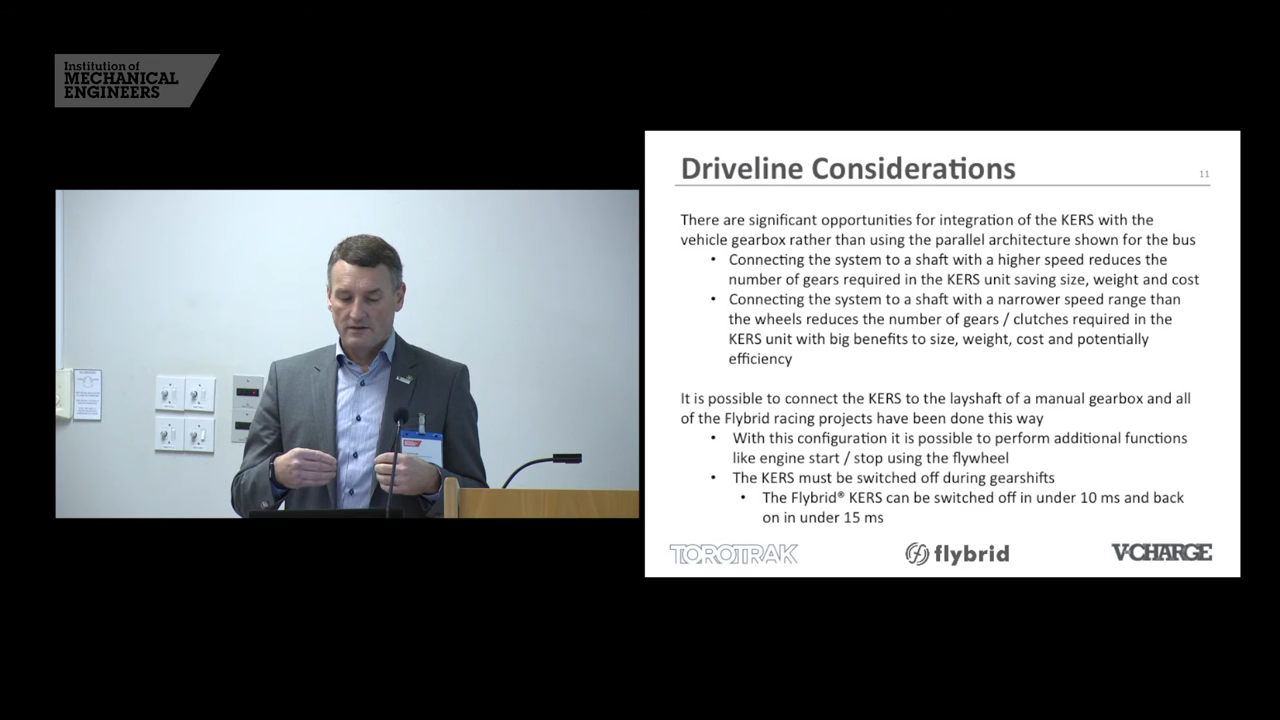 Institution of
MECHANICAL
ENGINEERS
Driveline Considerations
11
There are significant opportunities for integration of the KERS with the
vehicle gearbox rather than using the parallel architecture shown for the bus
• Connecting the system to a shaft with a higher speed reduces the
number of gears required in the KERS unit saving size, weight and cost
• Connecting the system to a shaft with a narrower speed range than
the wheels reduces the number of gears / clutches required in the
KERS unit with big benefits to size, weight, cost and potentially
efficiency
It is possible to connect the KERS to the layshaft of a manual gearbox and all
of the Flybrid racing projects have been done this way
• With this configuration it is possible to perform additional functions
like engine start / stop using the flywheel
• The KERS must be switched off during gearshifts
• The Flybrid® KERS can be switched off in under 10 ms and back
on in under 15 ms
TOROTRAK
flybrid
V-CHARGE